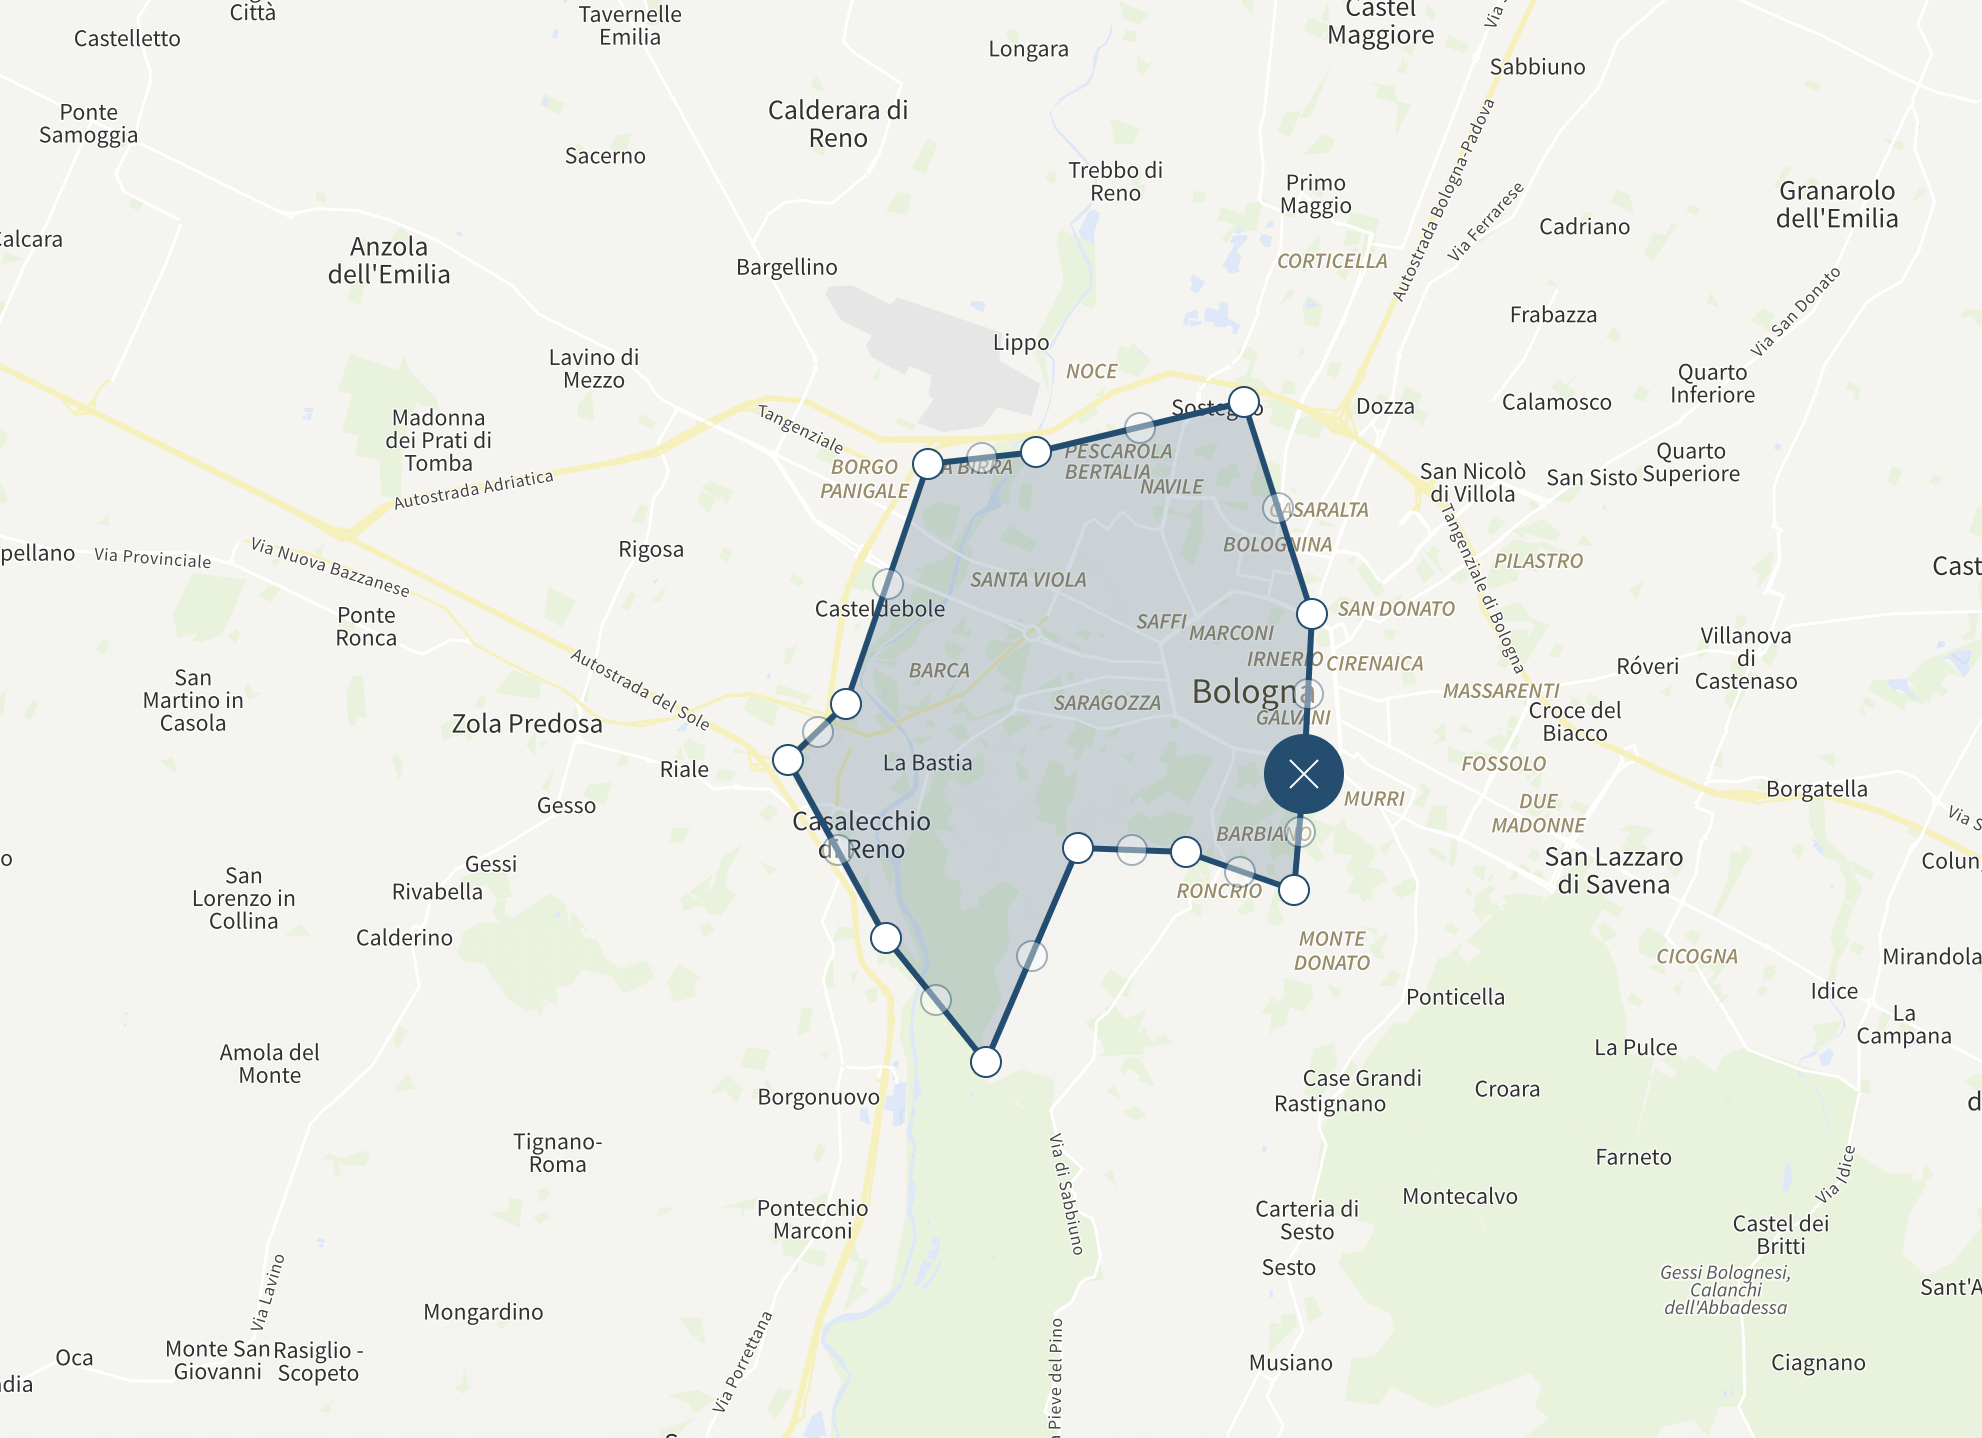 Città
Castelletto
Tavernelle
Emilia
Longara
Castel
Maggiore
Via
Sabbiuno
Ponte
Samoggia
Calderara di
Reno
Sacerno
Trebbo di
Reno
Primo
Maggio
Autostrada Bologna-Padova
Via Ferrarese
Granarolo
dell'Emilia
Cadriano
alcara
Anzola
dell'Emilia
Bargellino
CORTICELLA
Via San Donato
Frabazza
Lippo
Lavino di
Mezzo
NOCE
Quarto
Inferiore
Calamosco
Dozza
Sostegno
Madonna
dei Prati di
Tomba
Tangenziale
Autostrada Adriatica
BORGO
PANIGALE
A BIRRA
PESCAROLA
BERTALIA
NAVILE
San Nicolò
di Villola
San Sisto
Quarto
Superiore
CASARALTA
BOLOGNINA
Tangenziale di Bologna
PILASTRO
pellano
Via Provinciale
Via Nuova Bazzanese
Rigosa
Cast
SANTA VIOLA
Casteldebole
Ponte
Ronca
SAFFI
MARCONI
SAN DONATO
IRNERIO
CIRENAICA
Villanova
di
Castenaso
Róveri
San
Martino in
Casola
Autostrada del Sole
BARCA
SARAGOZZA
Bologna
GALVANI
MASSARENTI
Croce del
Biacco
Zola Predosa
Riale
La Bastia
FOSSOLO
Borgatella
Via S
Gesso
MURRI
DUE
MADONNE
Casalecchio
di Reno
BARBIANO
San Lazzaro
di Savena
Colun
o
Gessi
San
Lorenzo in
Collina
Rivabella
RONCRIO
Calderino
MONTE
DONATO
CICOGNA
Mirandola
Ponticella
Idice
La
Campana
La Pulce
Amola del
Monte
Case Grandi
Rastignano
Croara
Borgonuovo
d
Tignano-
Roma
Via di Sabbiuno
Farneto
Via Idice
Montecalvo
Pontecchio
Marconi
Carteria di
Sesto
Castel dei
Britti
Sesto
Gessi Bolognesi,
Calanchi
dell'Abbadessa
Sant'A
Via Lavino
Mongardino
Via Porrettana
a Pieve del Pino
Oca
Monte San
Giovanni
Rasiglio -
Scopeto
Musiano
Ciagnano
dia